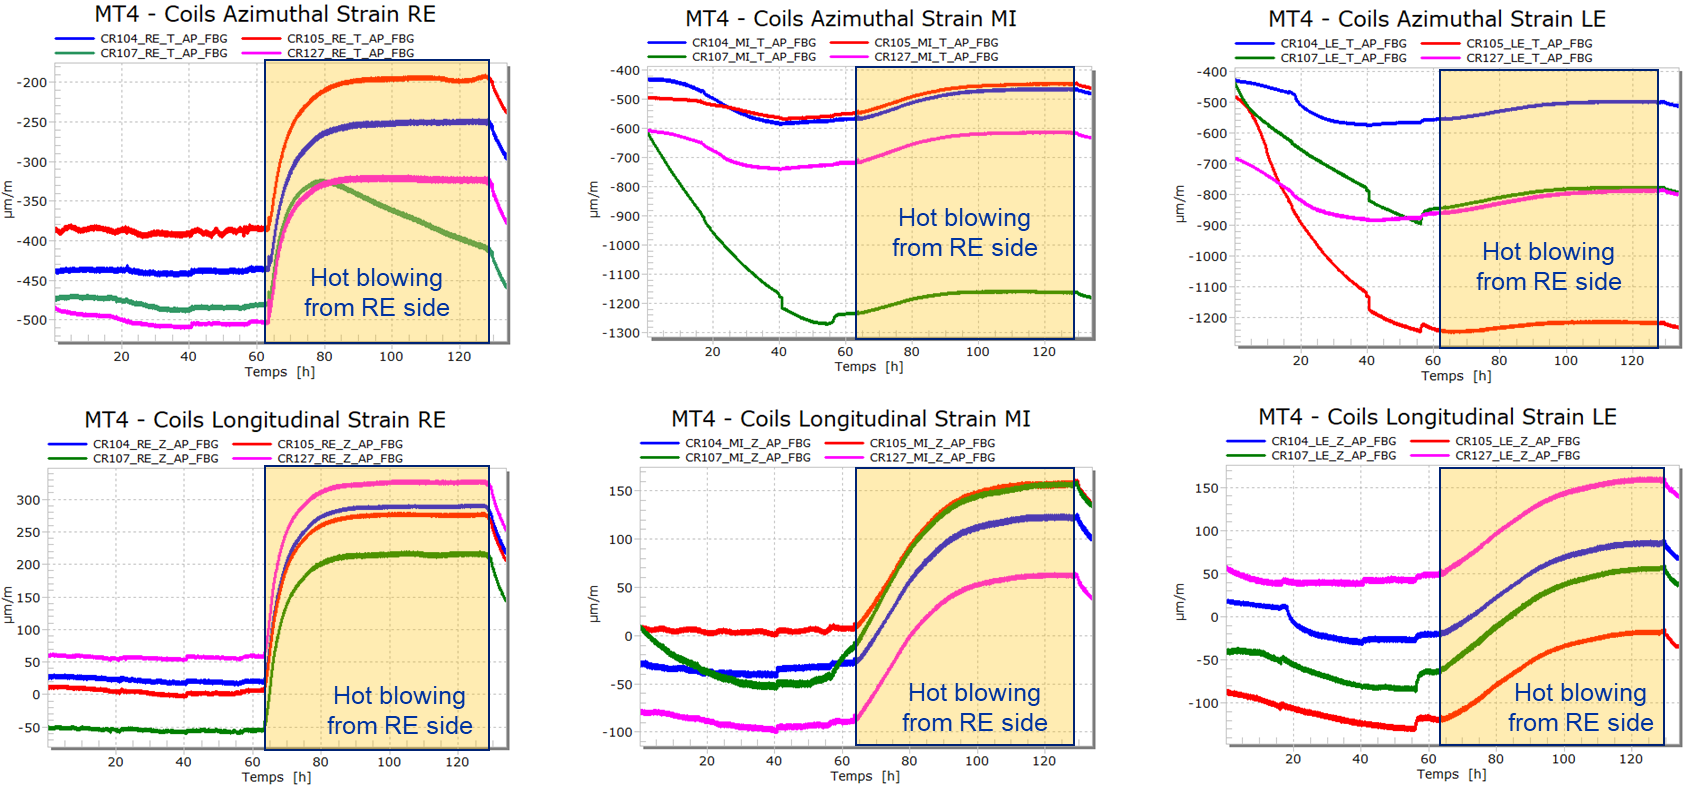 MT4 - Coils Azimuthal Strain RE
CR104_RE_T_AP_FBG CR105_RE_T_AP_FBG
CR107_RE_T_AP_FBG CR127_RE_T_AP_FBG
-200
-250
-300
-350
-400
-450
-500
µm/m
Hot blowing
from RE side
20 40 60 80 100 120
Temps [h]
MT4 - Coils Azimuthal Strain MI
CR104_MI_T_AP_FBG CR105_MI_T_AP_FBG
CR107_MI_T_AP_FBG CR127_MI_T_AP_FBG
-400
-500
-600
-700
-800
-900
-1000
-1100
-1200
-1300
µm/m
Hot blowing
from RE side
20 40 60 80 100 120
Temps [h]
MT4 - Coils Azimuthal Strain LE
CR104_LE_T_AP_FBG CR105_LE_T_AP_FBG
CR107_LE_T_AP_FBG CR127_LE_T_AP_FBG
-400
-500
-600
-700
-800
-900
-1000
-1100
-1200
µm/m
Hot blowing
from RE side
20 40 60 80 100 120
Temps [h]
MT4 - Coils Longitudinal Strain RE
CR104_RE_Z_AP_FBG CR105_RE_Z_AP_FBG
CR107_RE_Z_AP_FBG CR127_RE_Z_AP_FBG
300
250
200
150
100
50
0
-50
µm/m
Hot blowing
from RE side
20 40 60 80 100 120
Temps [h]
MT4 - Coils Longitudinal Strain MI
CR104_MI_Z_AP_FBG CR105_MI_Z_AP_FBG
CR107_MI_Z_AP_FBG CR127_MI_Z_AP_FBG
150
100
50
0
-50
-100
µm/m
Hot blowing
from RE side
20 40 60 80 100 120
Temps [h]
MT4 - Coils Longitudinal Strain LE
CR104_LE_Z_AP_FBG CR105_LE_Z_AP_FBG
CR107_LE_Z_AP_FBG CR127_LE_Z_AP_FBG
150
100
50
0
-50
-100
µm/m
Hot blowing
from RE side
20 40 60 80 100 120
Temps [h]